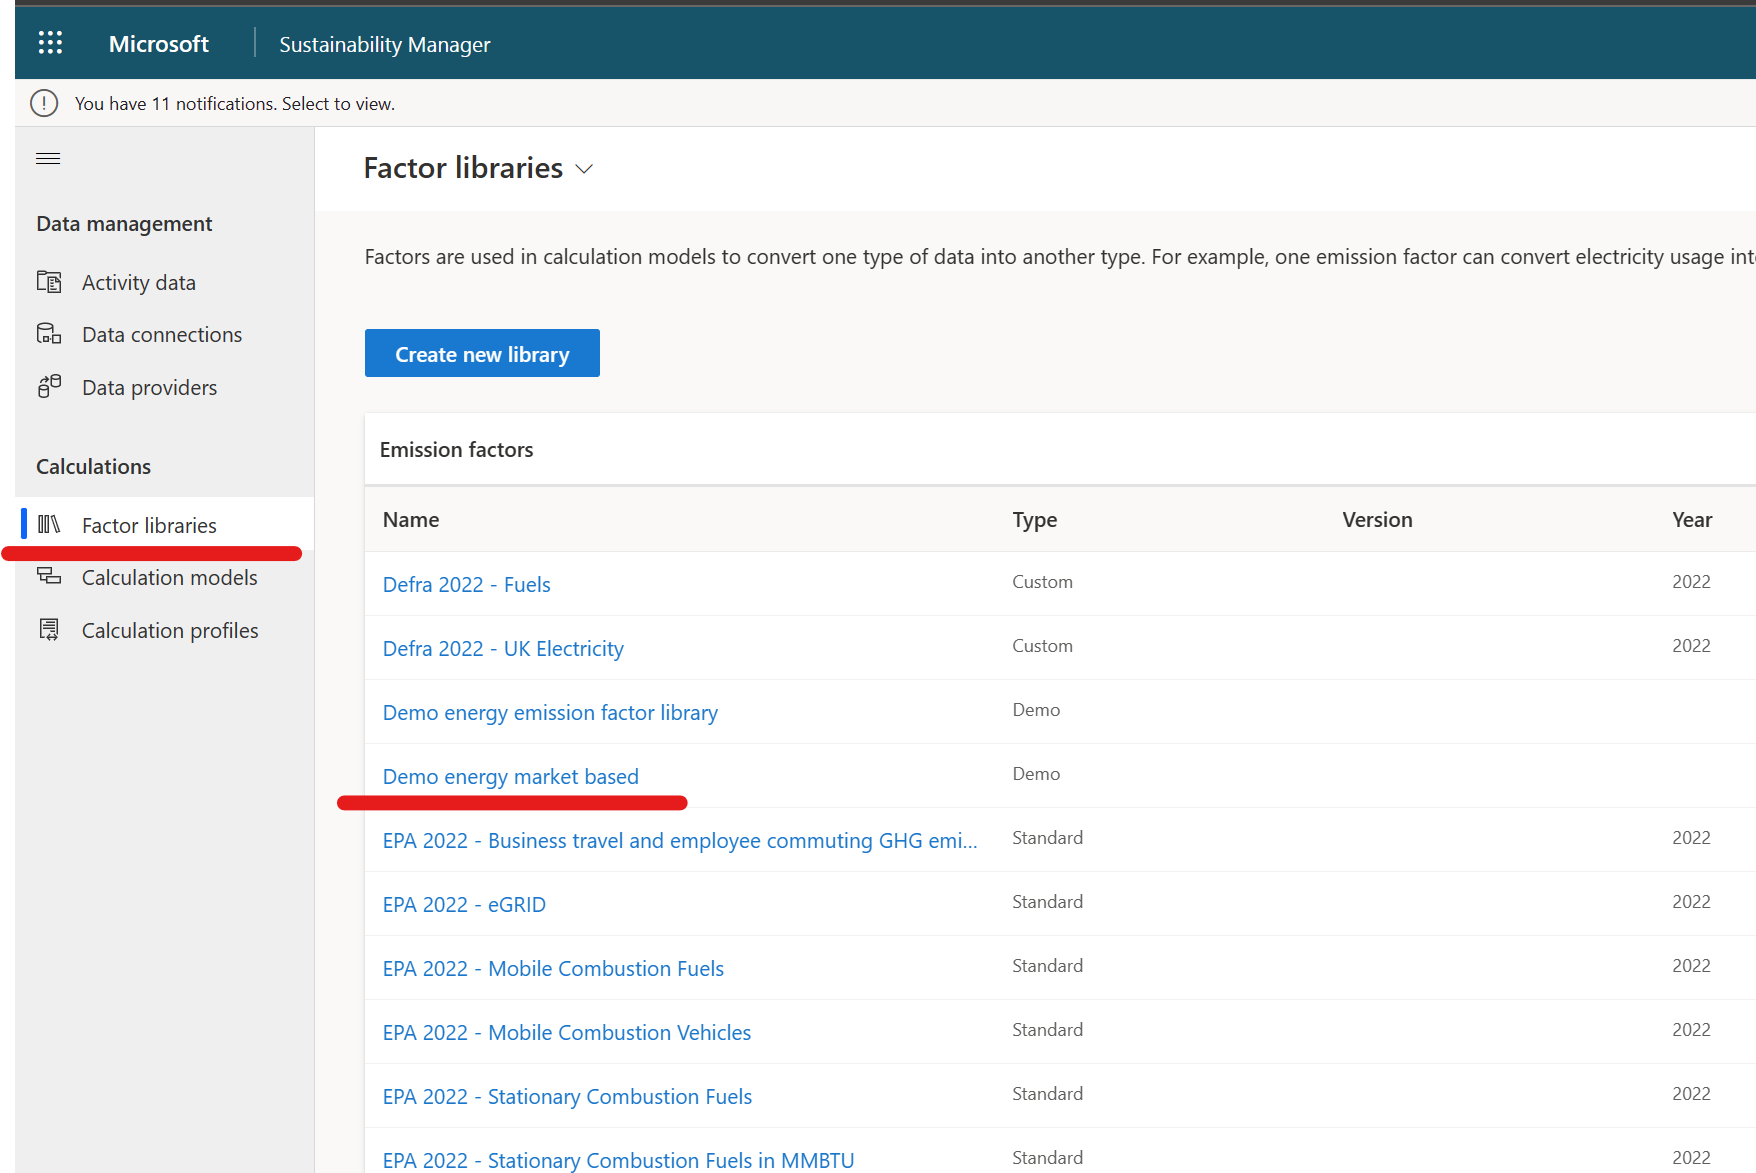 Microsoft Sustainability Manager
You have 11 notifications. Select to view.
Factor libraries
Data management
Activity data
Data connections
Data providers
Calculations
Factor libraries
Calculation models
Calculation profiles
Factors are used in calculation models to convert one type of data into another type. For example, one emission factor can convert electricity usage int
Create new library
Emission factors
Name Type Version Year
Defra 2022 - Fuels Custom 2022
Defra 2022 - UK Electricity Custom 2022
Demo energy emission factor library Demo
Demo energy market based Demo
EPA 2022 - Business travel and employee commuting GHG emi... Standard 2022
EPA 2022 - eGRID Standard 2022
EPA 2022 - Mobile Combustion Fuels Standard 2022
EPA 2022 - Mobile Combustion Vehicles Standard 2022
EPA 2022 - Stationary Combustion Fuels Standard 2022
EPA 2022 - Stationary Combustion Fuels in MMBTU Standard 2022